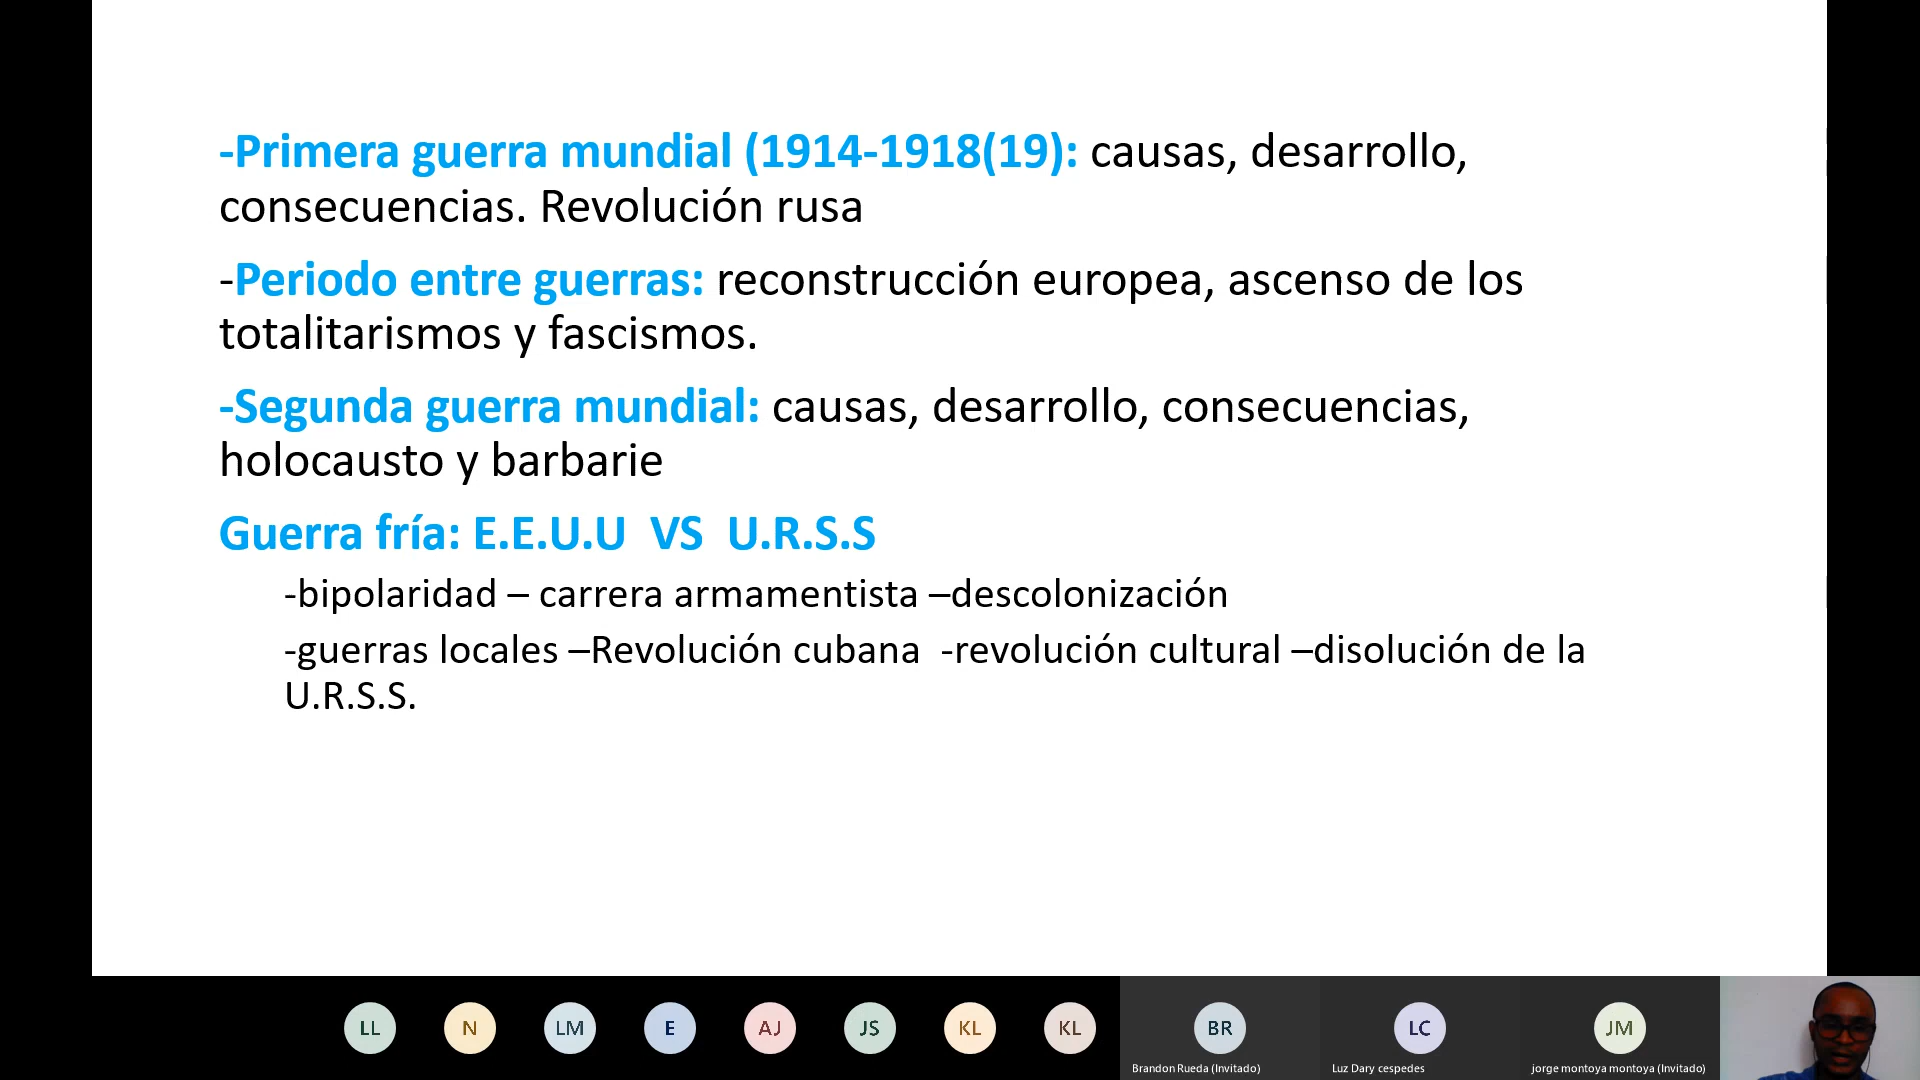 -Primera guerra mundial (1914-1918(19): causas, desarrollo,
consecuencias. Revolución rusa
-Periodo entre guerras: reconstrucción europea, ascenso de los
totalitarismos y fascismos.
-Segunda guerra mundial: causas, desarrollo, consecuencias,
holocausto y barbarie
Guerra fría: E.E.U.U  VS  U.R.S.S
-bipolaridad – carrera armamentista –descolonización
-guerras locales –Revolución cubana  -revolución cultural –disolución de la
U.R.S.S.
LL N LM E AJ JS KL KL BR LC JM
Brandon Rueda (Invitado) Luz Dary cespedes jorge montoya montoya (Invitado)